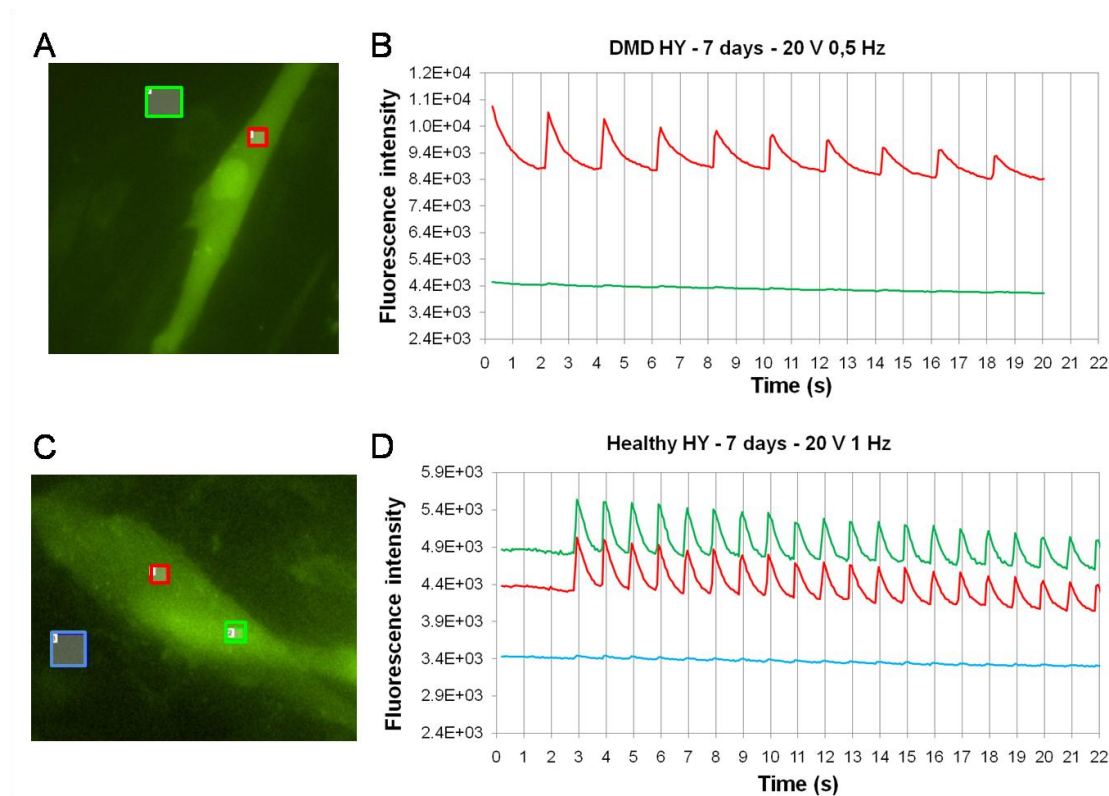 A
B
DMD HY - 7 days - 20 V 0,5 Hz
Fluorescence intensity
1.2E+04
1.1E+04
1.0E+04
9.4E+03
8.4E+03
7.4E+03
6.4E+03
5.4E+03
4.4E+03
3.4E+03
2.4E+03
0 1 2 3 4 5 6 7 8 9 10 11 12 13 14 15 16 17 18 19 20 21 22
Time (s)
C
D
Healthy HY - 7 days - 20 V 1 Hz
Fluorescence intensity
5.9E+03
5.4E+03
4.9E+03
4.4E+03
3.9E+03
3.4E+03
2.9E+03
2.4E+03
0 1 2 3 4 5 6 7 8 9 10 11 12 13 14 15 16 17 18 19 20 21 22
Time (s)